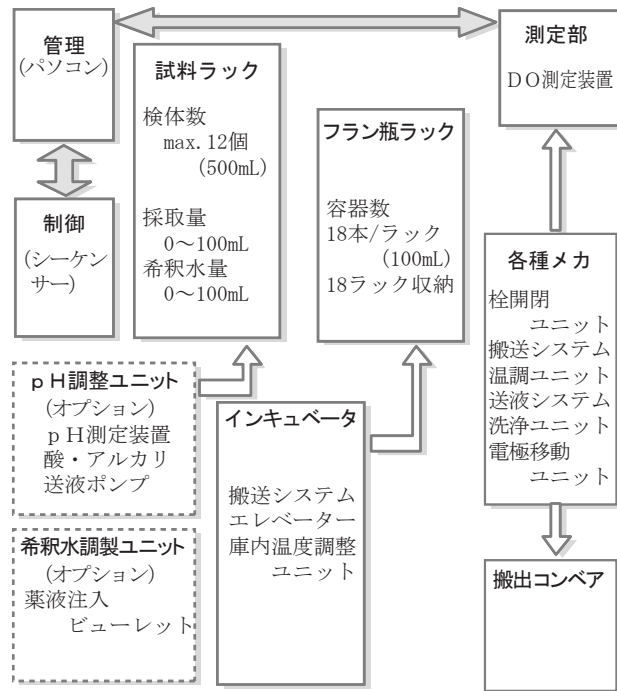 管理
(パソコン)
制御
(シーケン
サー)
試料ラック
検体数
max.12個
(500mL)
採取量
0～100mL
希釈水量
0～100mL
フラン瓶ラック
容器数
18本/ラック
(100mL)
18ラック収納
測定部
ＤＯ測定装置
各種メカ
栓開閉
ユニット
搬送システム
温調ユニット
送液システム
洗浄ユニット
電極移動
ユニット
ｐＨ調整ユニット
(オプション)
ｐＨ測定装置
酸・アルカリ
送液ポンプ
インキュベータ
搬送システム
エレベーター
庫内温度調整
ユニット
希釈水調製ユニット
(オプション)
薬液注入
ビューレット
搬出コンベア